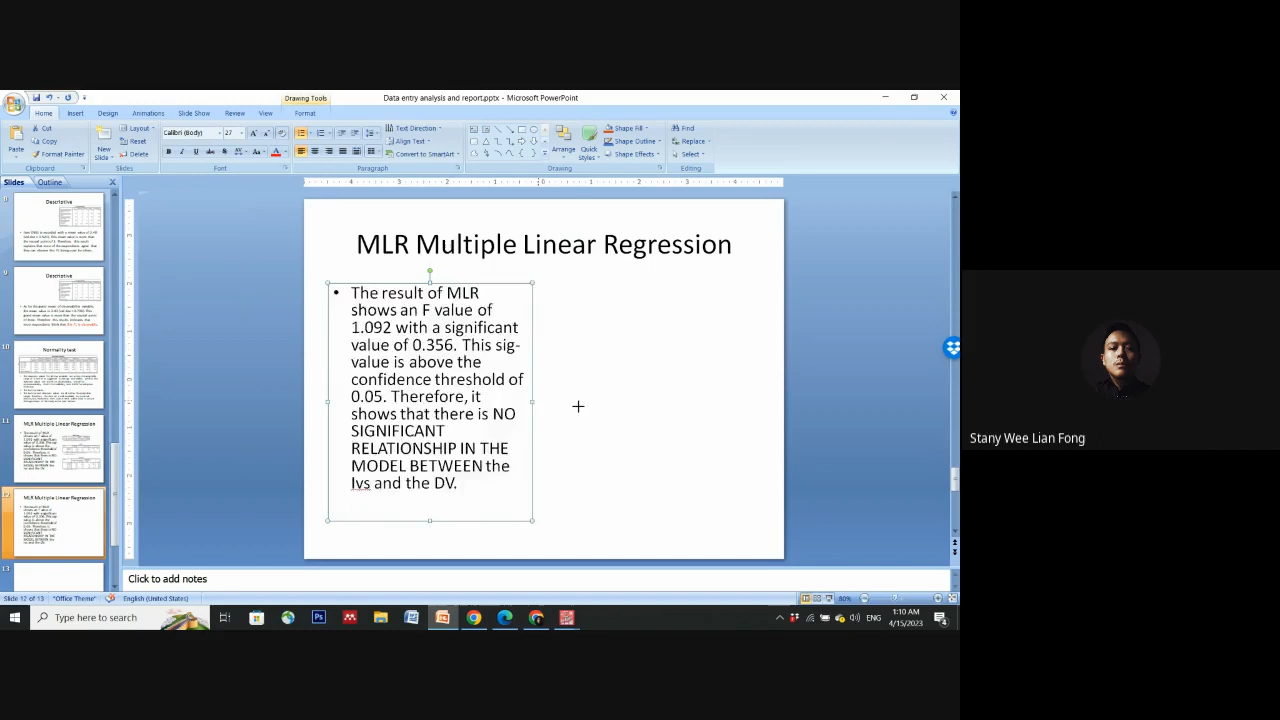 Drawing Tools
Data entry analysis and report.pptx - Microsoft PowerPoint
Home Insert Design Animations Slide Show Review View Format
Paste
Cut
Copy
Format Painter
Clipboard
New Slide
Layout
Reset
Delete
Slides
Calibri (Body) 27
Font
Paragraph
Text Direction
Align Text
Convert to SmartArt
Arrange
Quick Styles
Shape Fill
Shape Outline
Shape Effects
Drawing
Find
Replace
Select
Editing
Slides Outline
Descriptive
9
Descriptive
10
Normality test
11
MLR Multiple Linear Regression
12
MLR Multiple Linear Regression
13
MLR Multiple Linear Regression
• The result of MLR
shows an F value of
1.092 with a significant
value of 0.356. This sig-
value is above the
confidence threshold of
0.05. Therefore, it
shows that there is NO
SIGNIFICANT
RELATIONSHIP IN THE
MODEL BETWEEN the
Ivs and the DV.
Click to add notes
Slide 12 of 13 "Office Theme" English (United States) 80%
Type here to search
ENG
1:10 AM
4/15/2023
Stany Wee Lian Fong